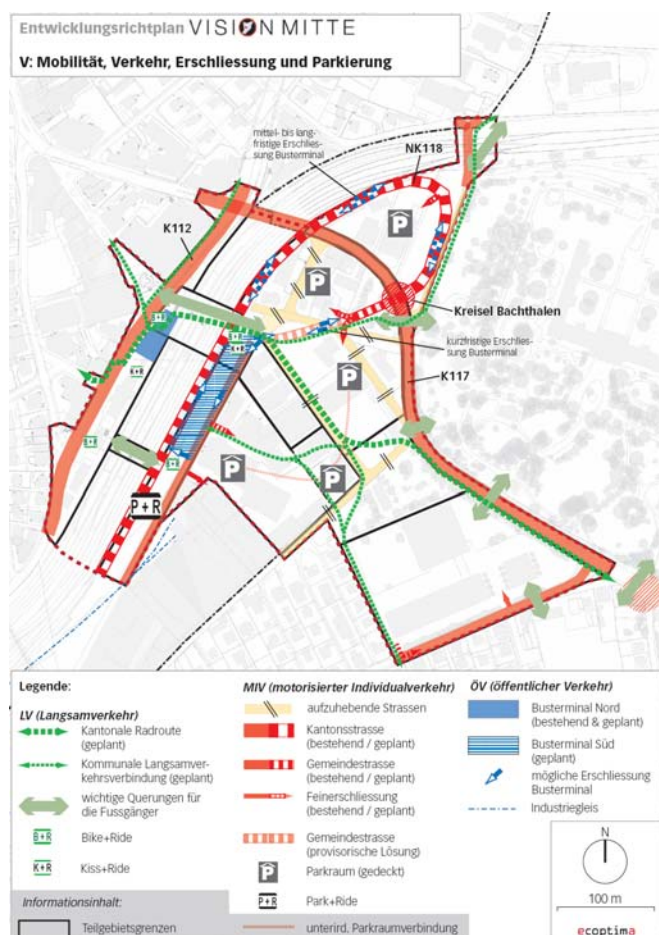 Entwicklungsrichtplan VISION MITTE
V: Mobilität, Verkehr, Erschliessung und Parkierung
mittel- bis lang-
fristige Erschlies-
sung Busterminal
NK118
K112
P
P
Kreisel Bachthalen
kurzfristige Erschlies-
sung Busterminal
B+R
B+R
K+R
K+R
P
K117
B+R
B+R
P
P
P+R
Legende:
LV (Langsamverkehr)
Kantonale Radroute
(geplant)
Kommunale Langsamver-
kehrsverbindung (geplant)
wichtige Querungen für
die Fussgänger
B+R Bike+Ride
K+R Kiss+Ride
Informationsinhalt:
Teilgebietsgrenzen
MIV (motorisierter Individualverkehr)
aufzuhebende Strassen
Kantonsstrasse
(bestehend / geplant)
Gemeindestrasse
(bestehend / geplant)
Feinerschliessung
(bestehend / geplant)
Gemeindestrasse
(provisorische Lösung)
P Parkraum (gedeckt)
P+R Park+Ride
unterird. Parkraumverbindung
ÖV (öffentlicher Verkehr)
Busterminal Nord
(bestehend & geplant)
Busterminal Süd
(geplant)
mögliche Erschliessung
Busterminal
Industriegleis
N
100 m
ecoptima